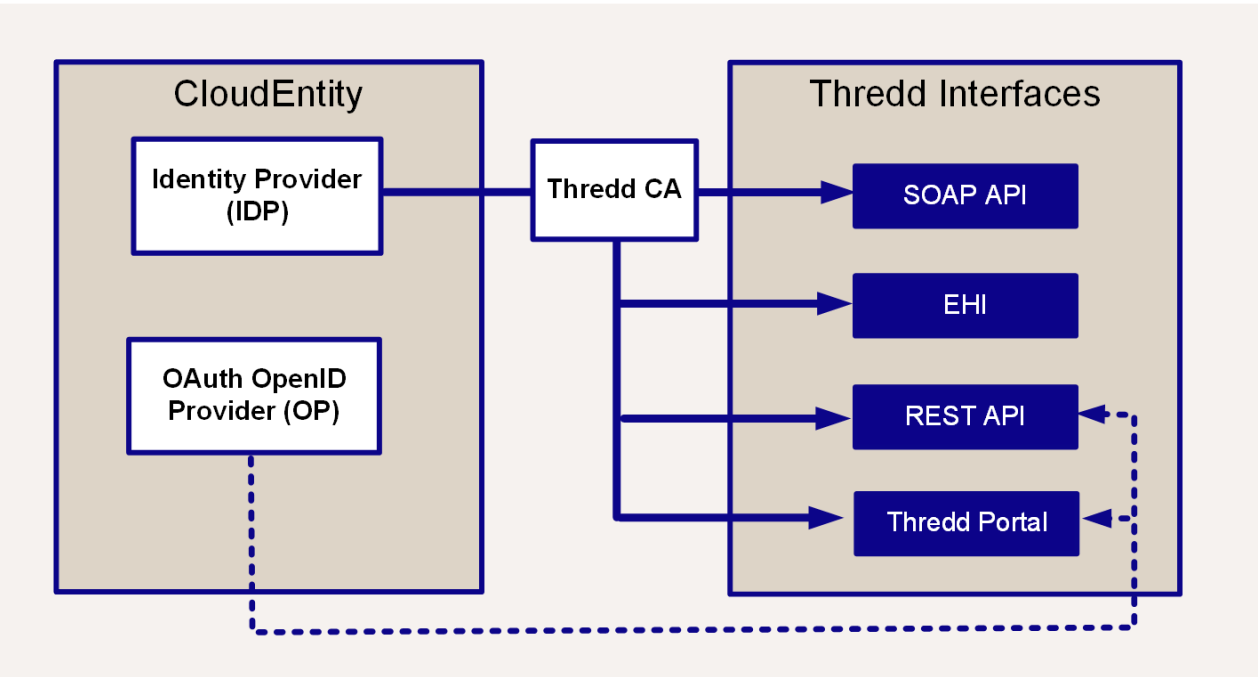 CloudEntity
Identity Provider
(IDP)
OAuth OpenID
Provider (OP)
Thredd CA
Thredd Interfaces
SOAP API
EHI
REST API
Thredd Portal